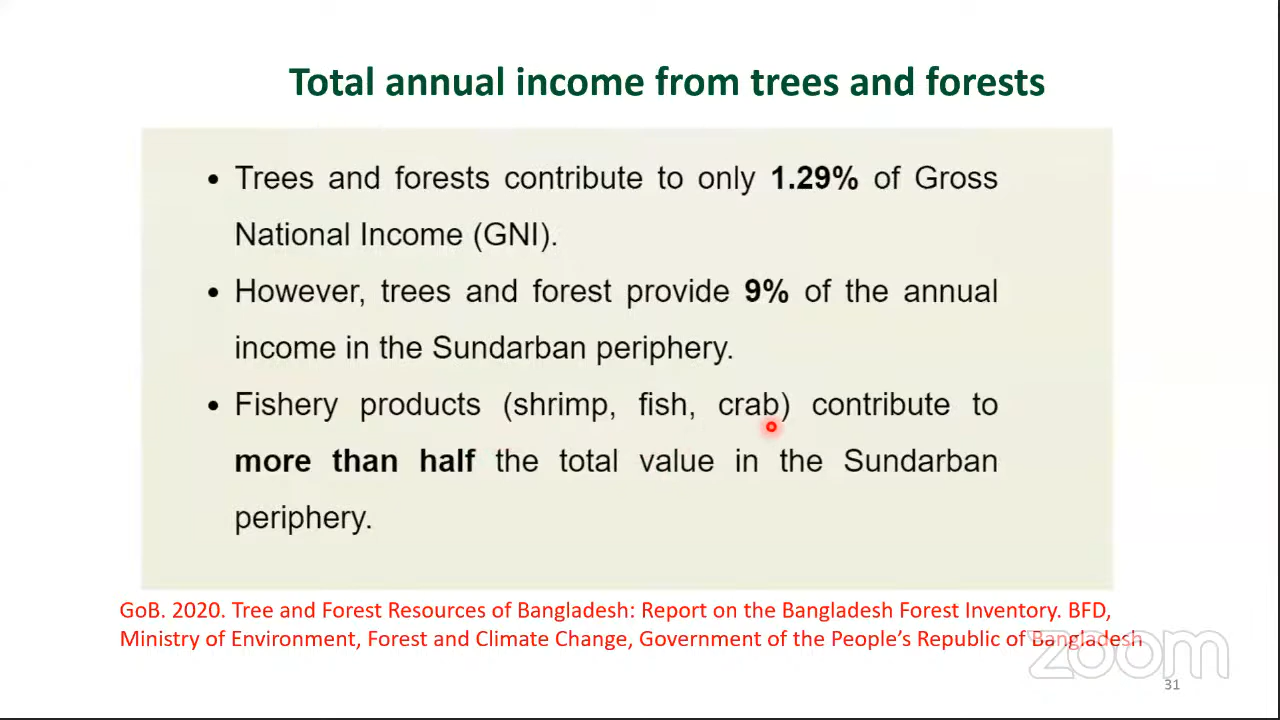 Total annual income from trees and forests
• Trees and forests contribute to only 1.29% of Gross
National Income (GNI).
• However, trees and forest provide 9% of the annual
income in the Sundarban periphery.
• Fishery products (shrimp, fish, crab) contribute to
more than half the total value in the Sundarban
periphery.
GoB. 2020. Tree and Forest Resources of Bangladesh: Report on the Bangladesh Forest Inventory. BFD,
Ministry of Environment, Forest and Climate Change, Government of the People’s Republic of Bangladesh
zoom
31